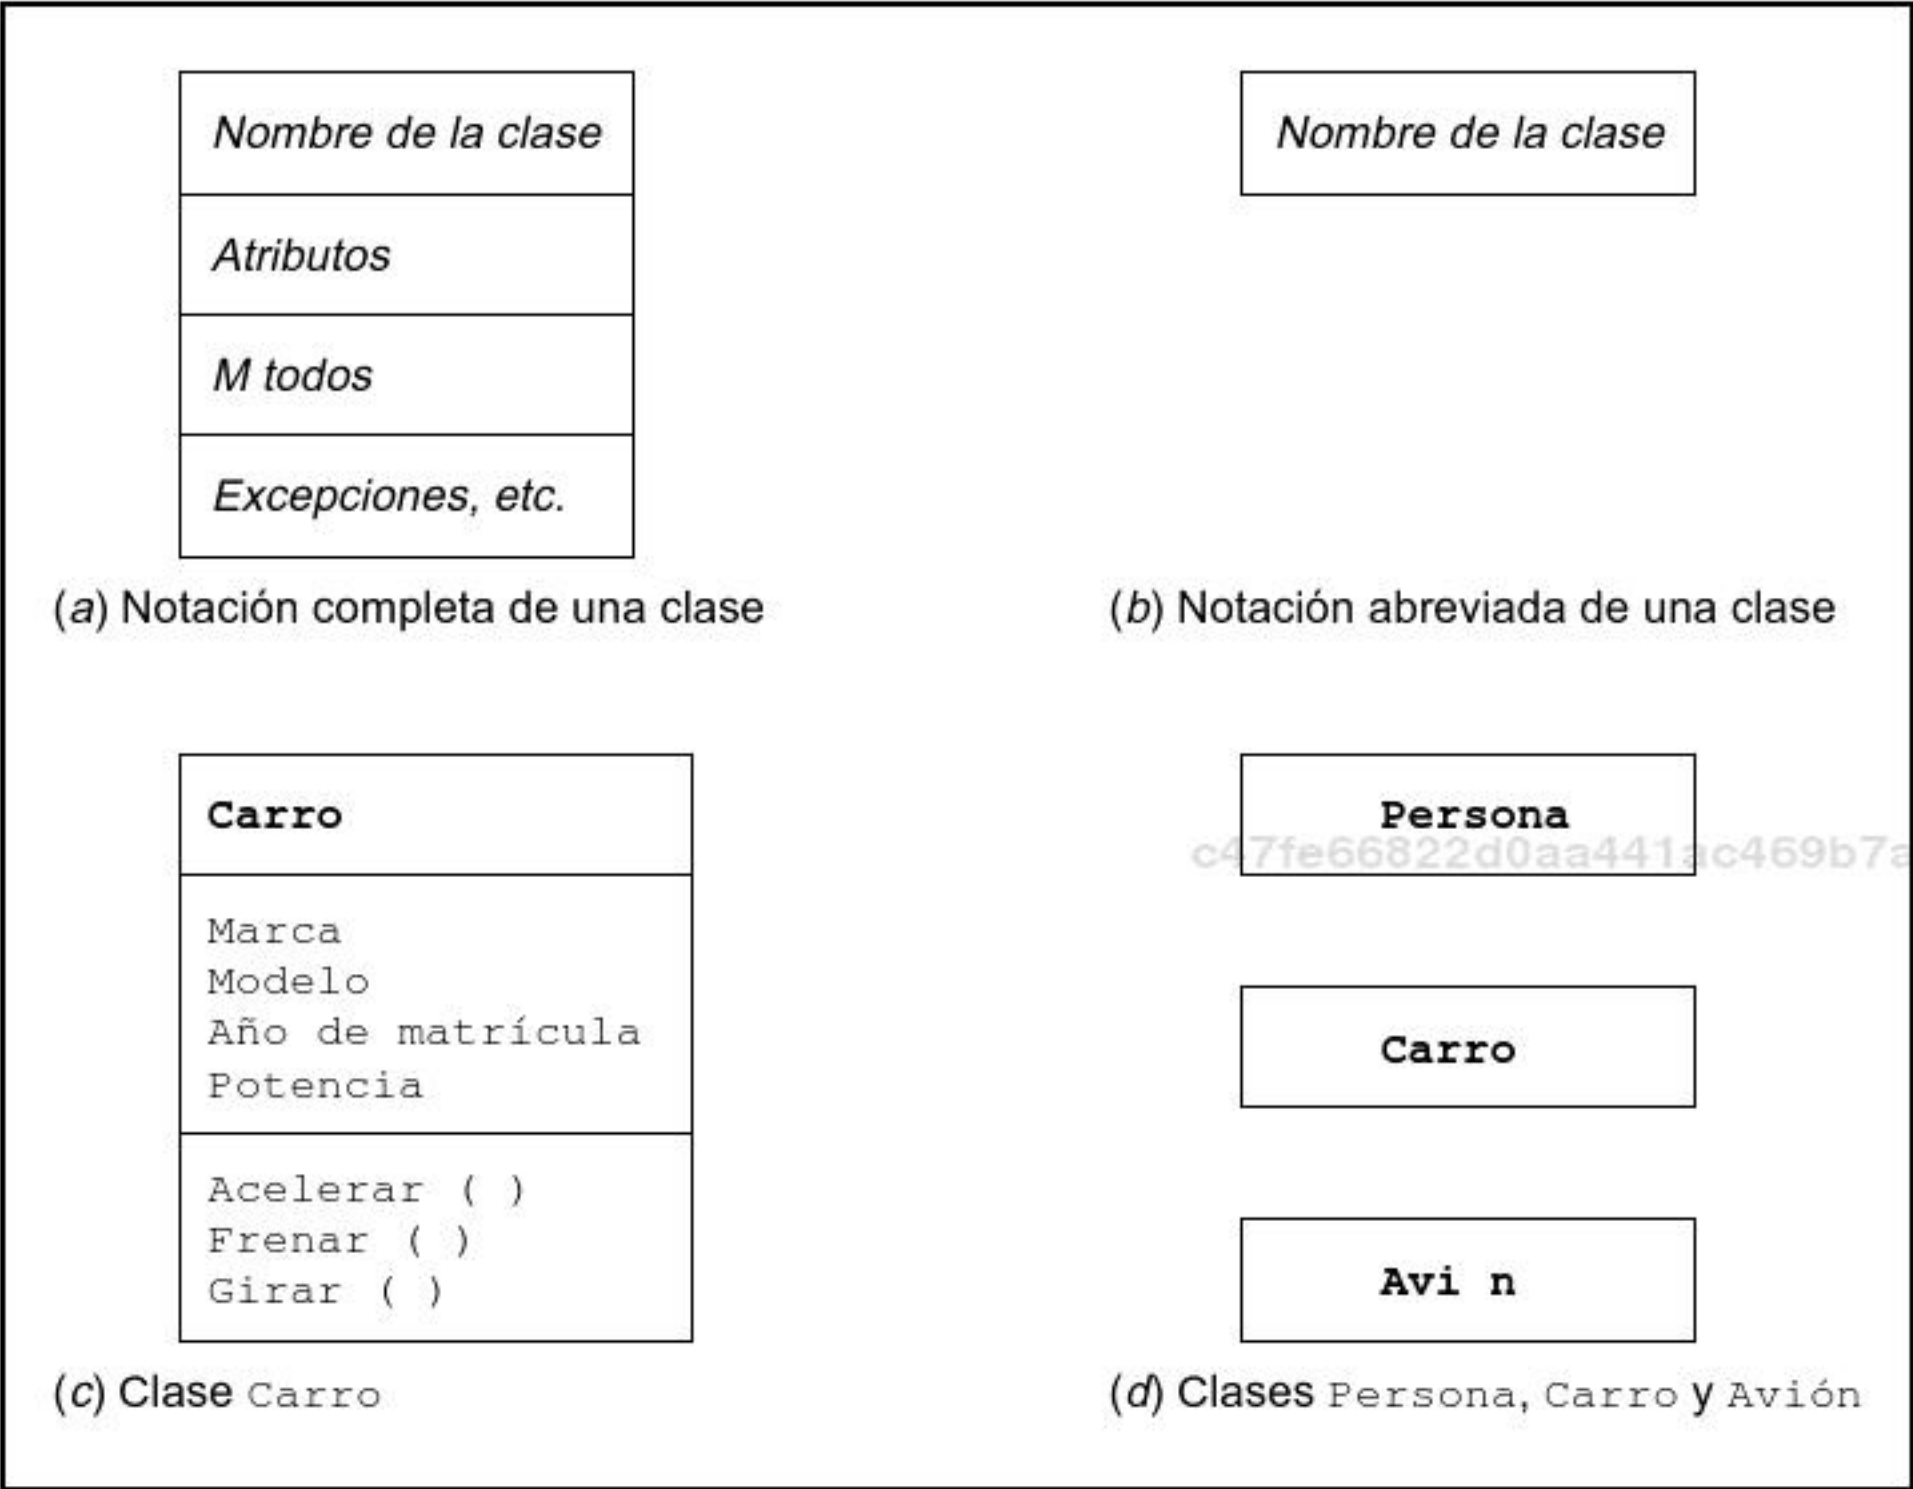 Nombre de la clase
Atributos
M todos
Excepciones, etc.
(a) Notación completa de una clase
Nombre de la clase
(b) Notación abreviada de una clase
Carro
Marca
Modelo
Año de matrícula
Potencia
Acelerar ( )
Frenar ( )
Girar ( )
(c) Clase Carro
Persona
c47fe66822d0aa441ac469b7a
Carro
Avi n
(d) Clases Persona, Carro y Avión